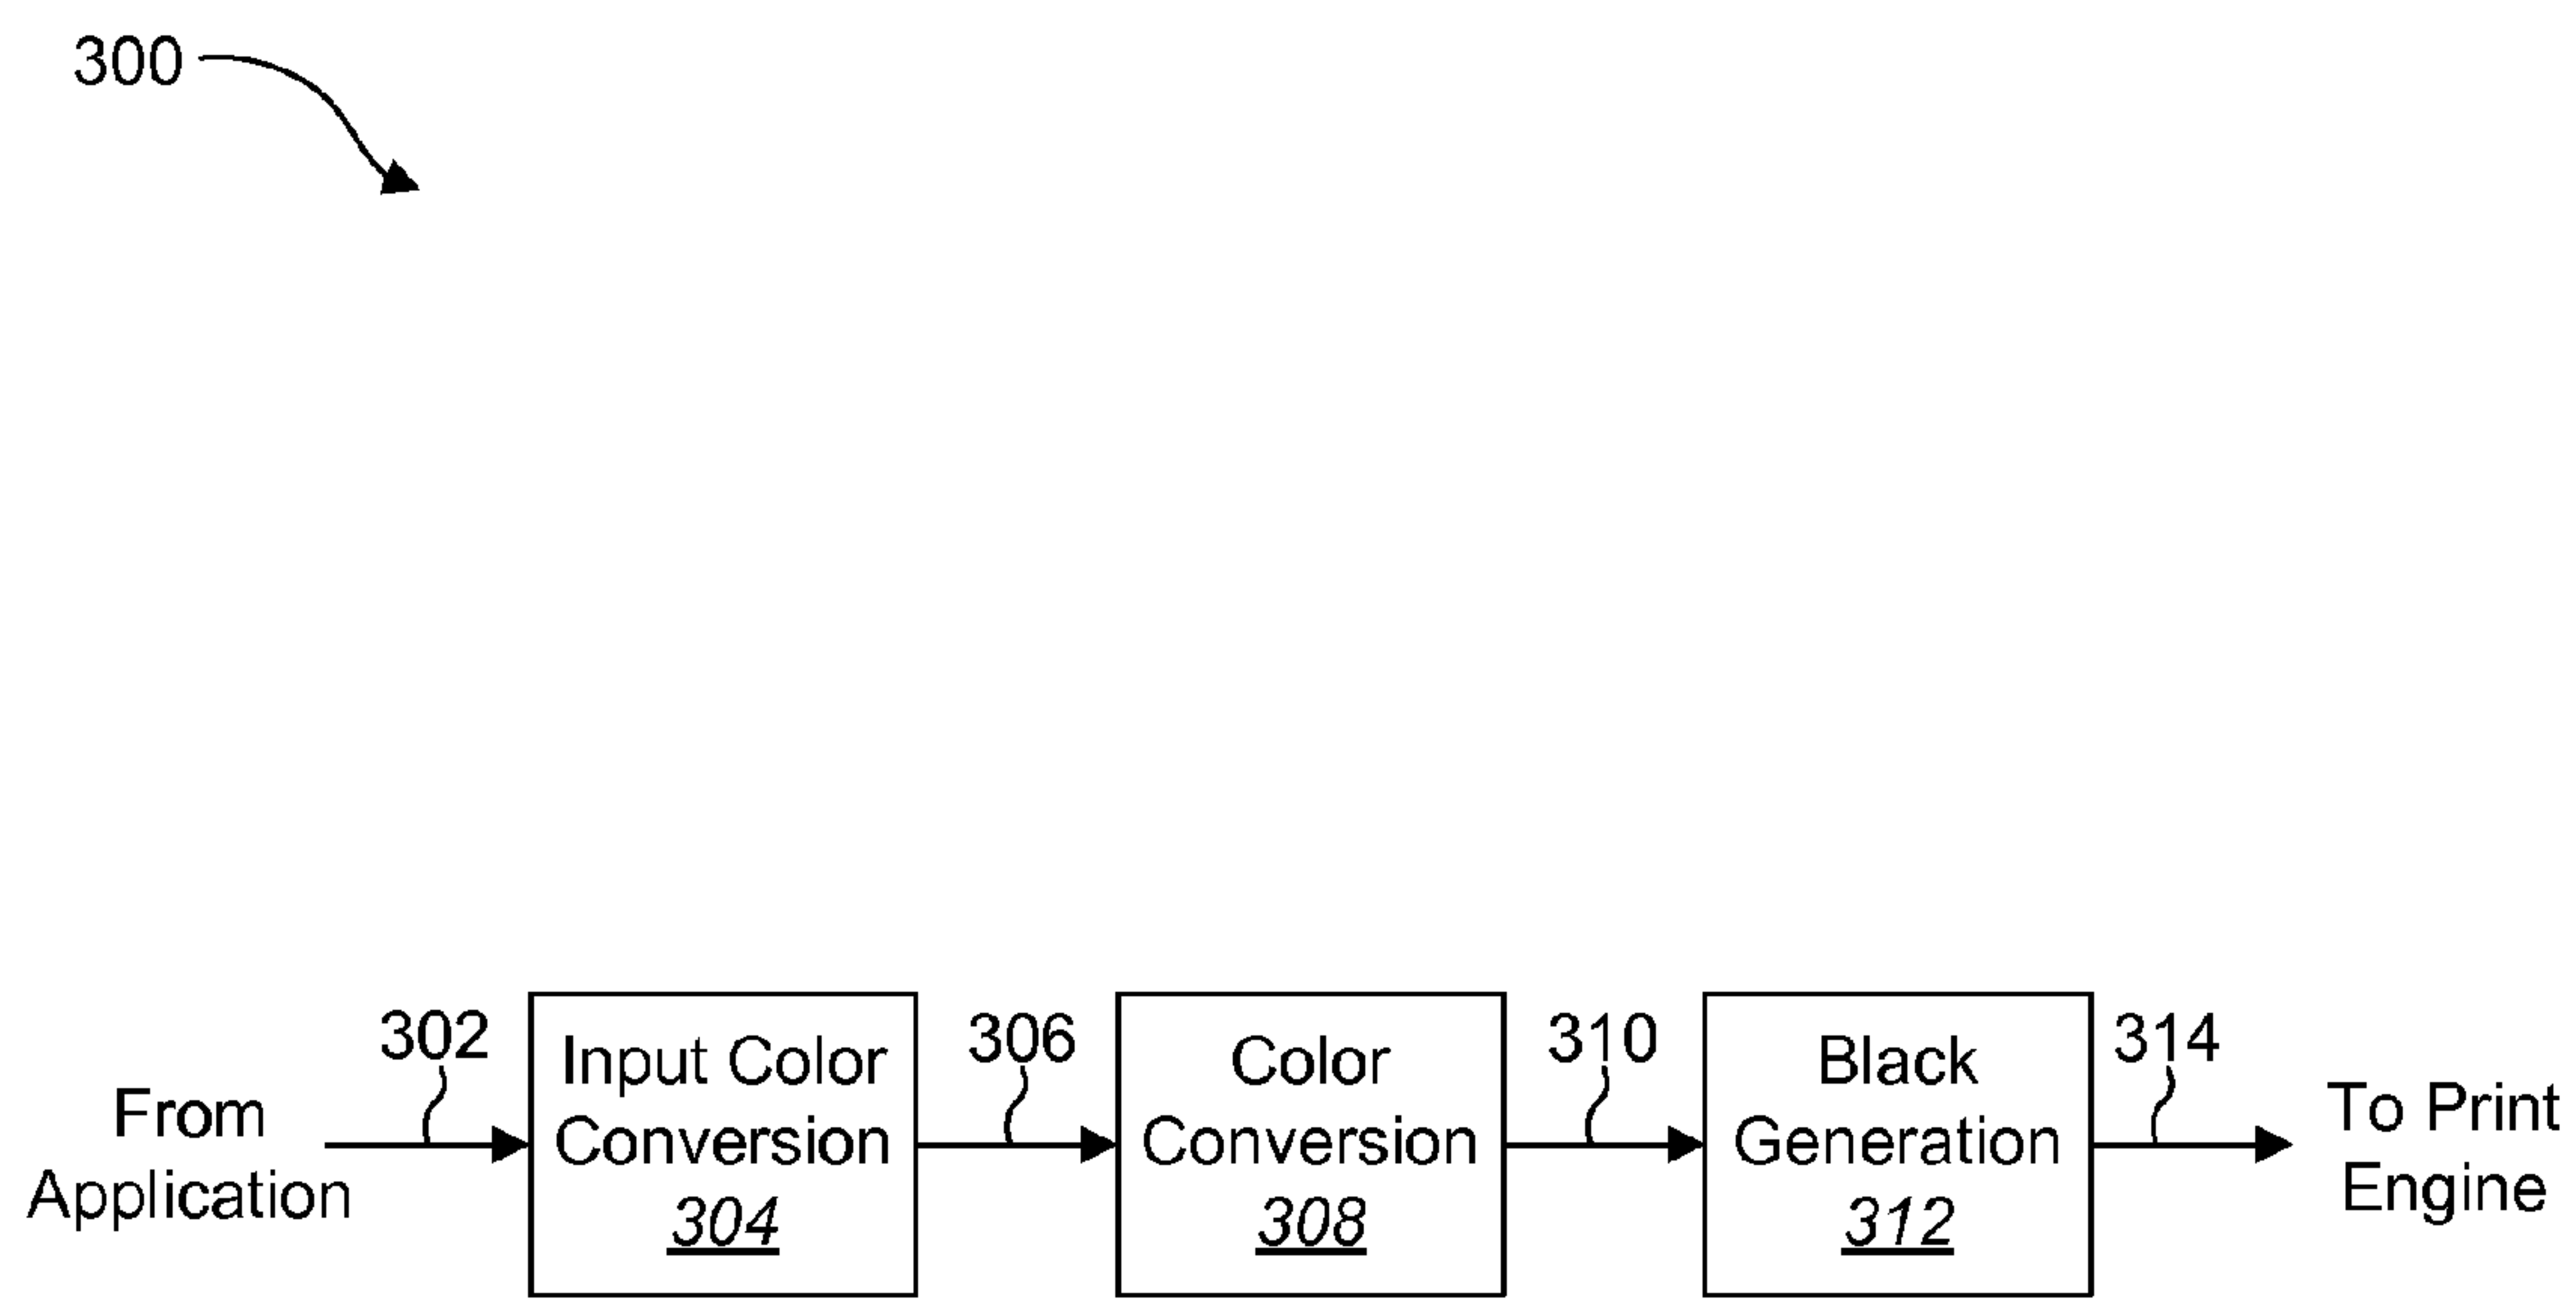 300
302
306
310
314
From
Application
Input Color
Conversion
304
Color
Conversion
308
Black
Generation
312
To Print
Engine